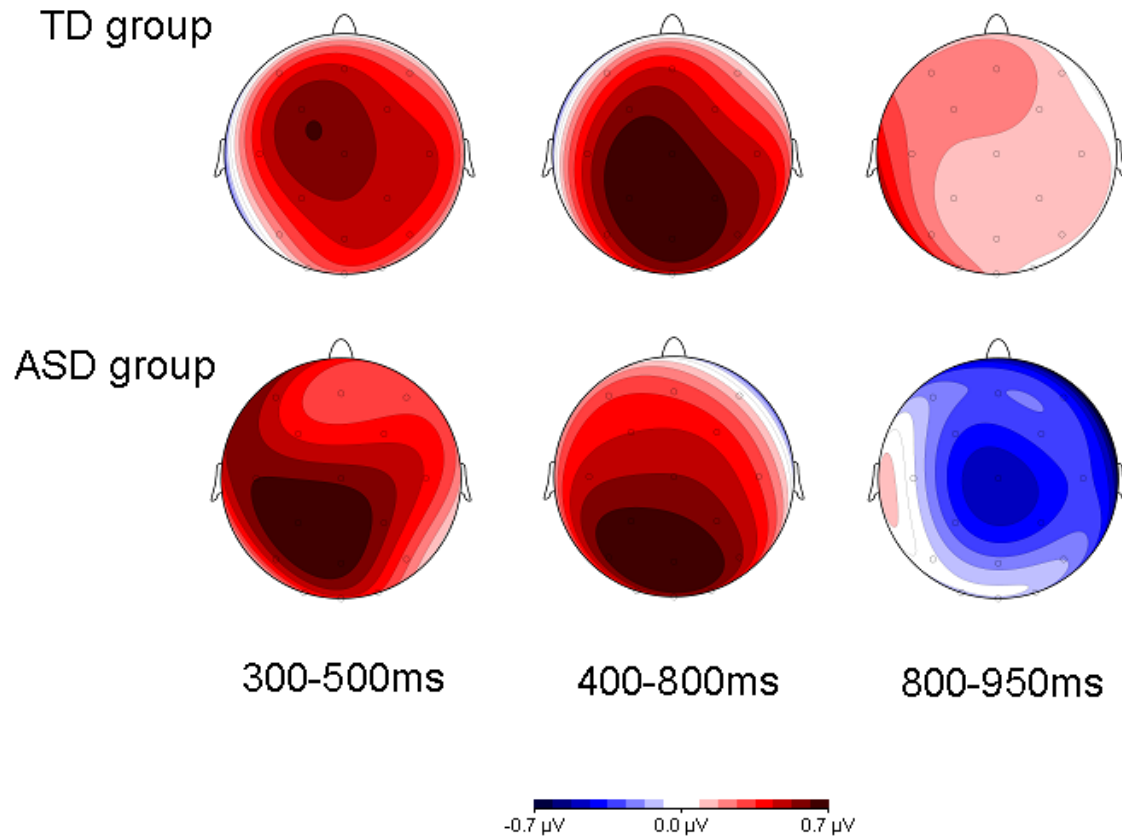 TD group
ASD group
300-500ms
400-800ms
800-950ms
-0.7 µV
0.0 µV
0.7 µV